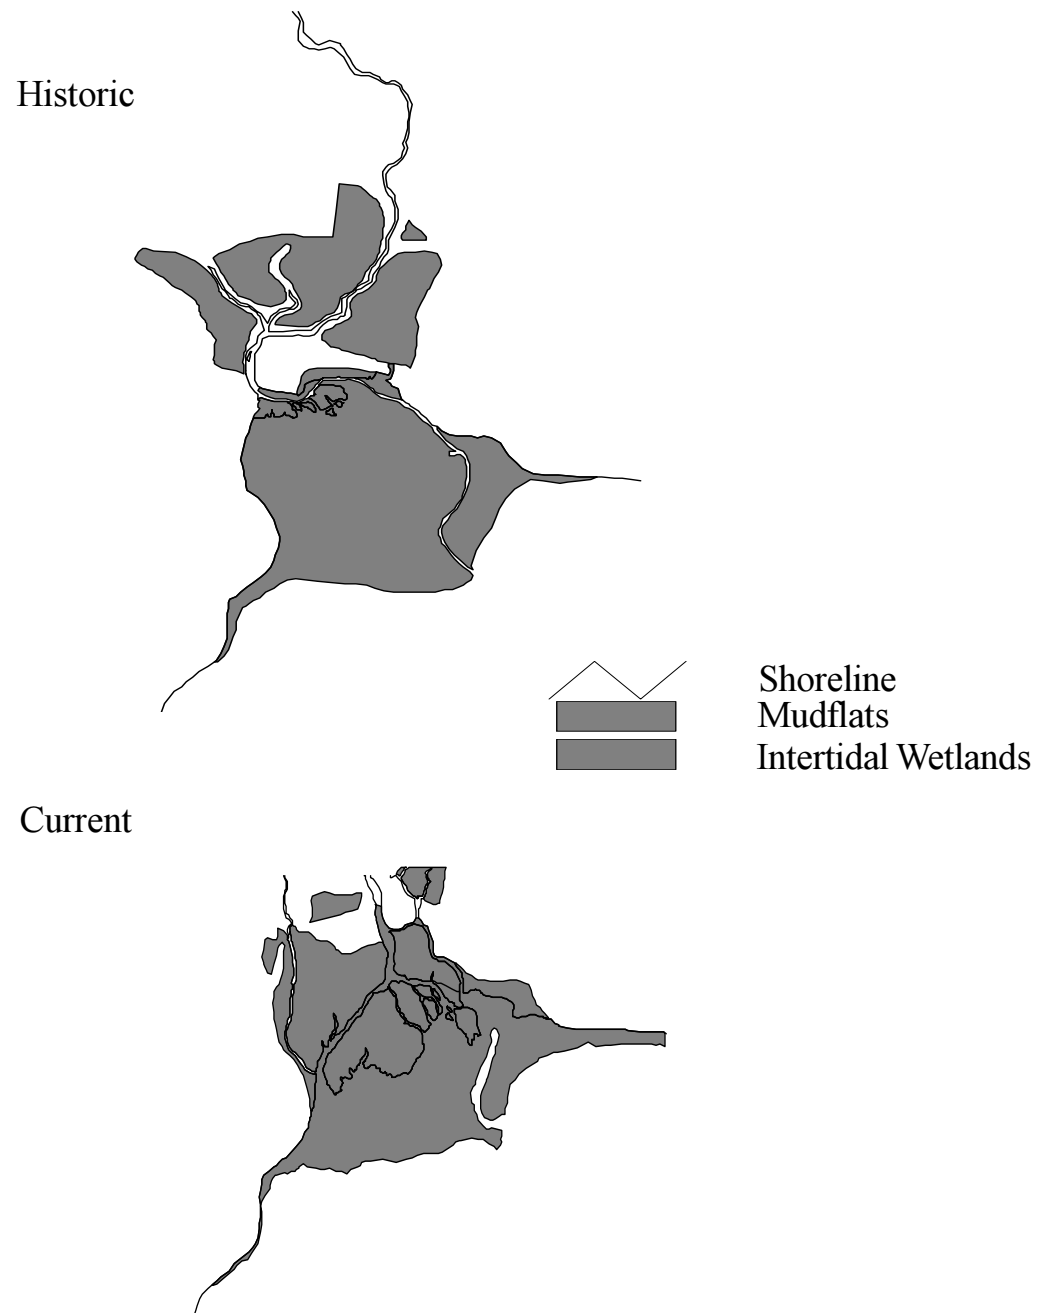 Historic
Shoreline
Mudflats
Intertidal Wetlands
Current